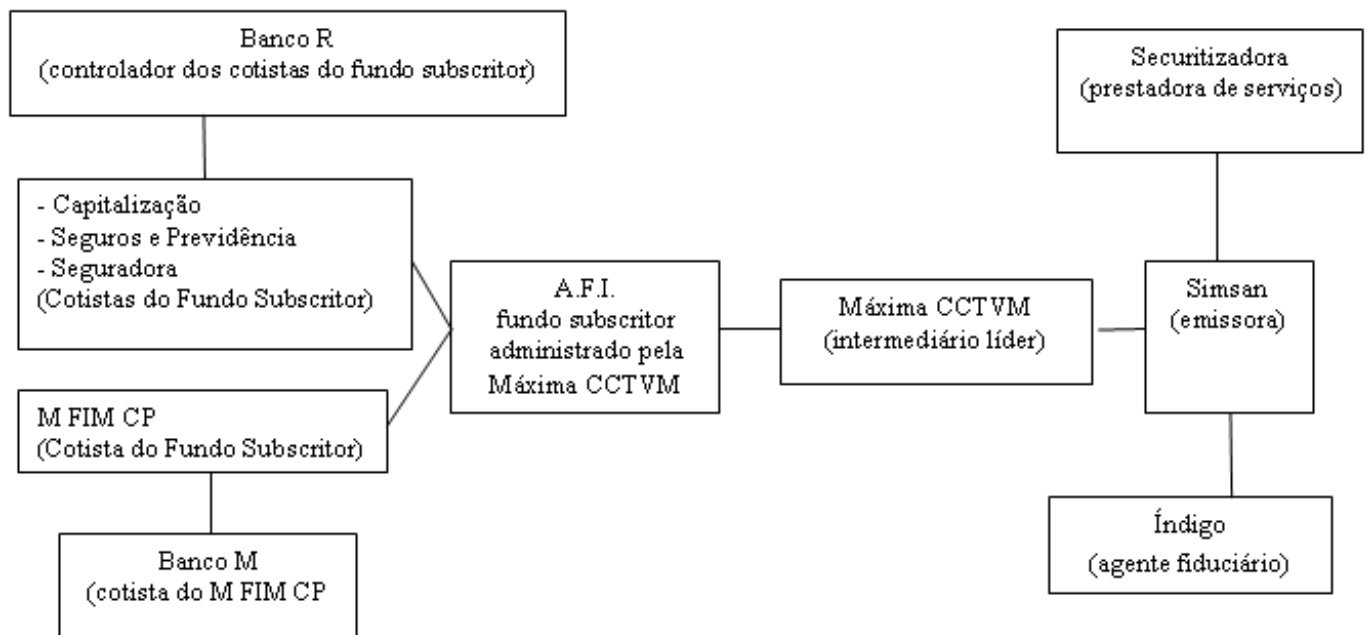 Banco R
(controlador dos cotistas do fundo subscritor)
Securitizadora
(prestadora de serviços)
- Capitalização
- Seguros e Previdência
- Seguradora
(Cotistas do Fundo Subscritor)
A.F.I.
fundo subscritor
administrado pela
Máxima CCTVM
Máxima CCTVM
(intermediário líder)
Simsan
(emissora)
M FIM CP
(Cotista do Fundo Subscritor)
Banco M
(cotista do M FIM CP
Índigo
(agente fiduciário)